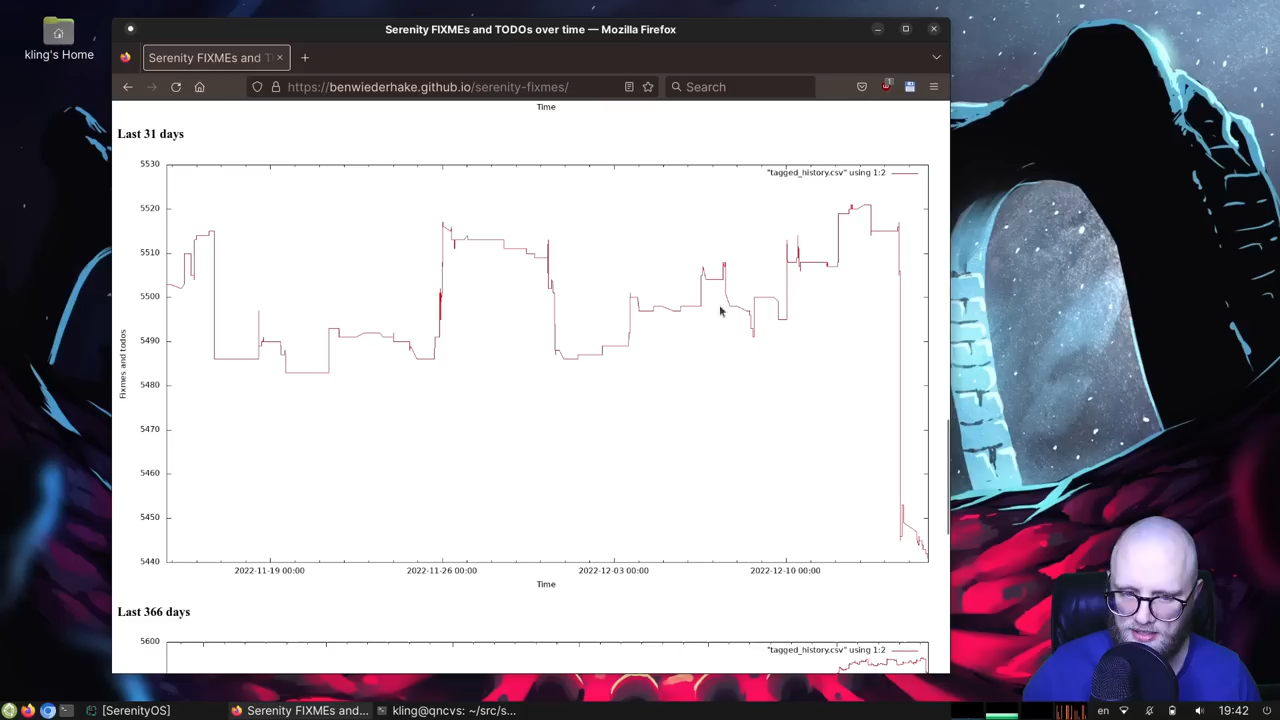 kling's Home
Serenity FIXMEs and TODOs over time — Mozilla Firefox
Serenity FIXMEs and T
https://benwiederhake.github.io/serenity-fixmes/
Search
1
Time
Last 31 days
5530
5520
5510
5500
5490
5480
5470
5460
5450
5440
Fixmes and todos
"tagged_history.csv" using 1:2
2022-11-19 00:00
2022-11-26 00:00
2022-12-03 00:00
2022-12-10 00:00
Time
Last 366 days
5600
"tagged_history.csv" using 1:2
[SerenityOS]
Serenity FIXMEs and...
kling@qncvs: ~/src/s...
en
19:42